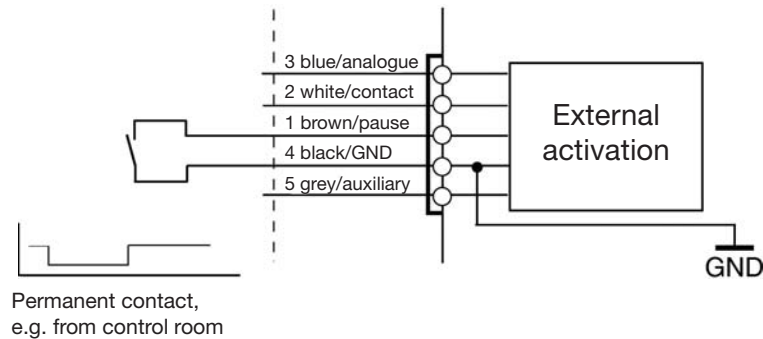 3 blue/analogue
2 white/contact
1 brown/pause
4 black/GND
5 grey/auxiliary
External
activation
GND
Permanent contact,
e.g. from control room